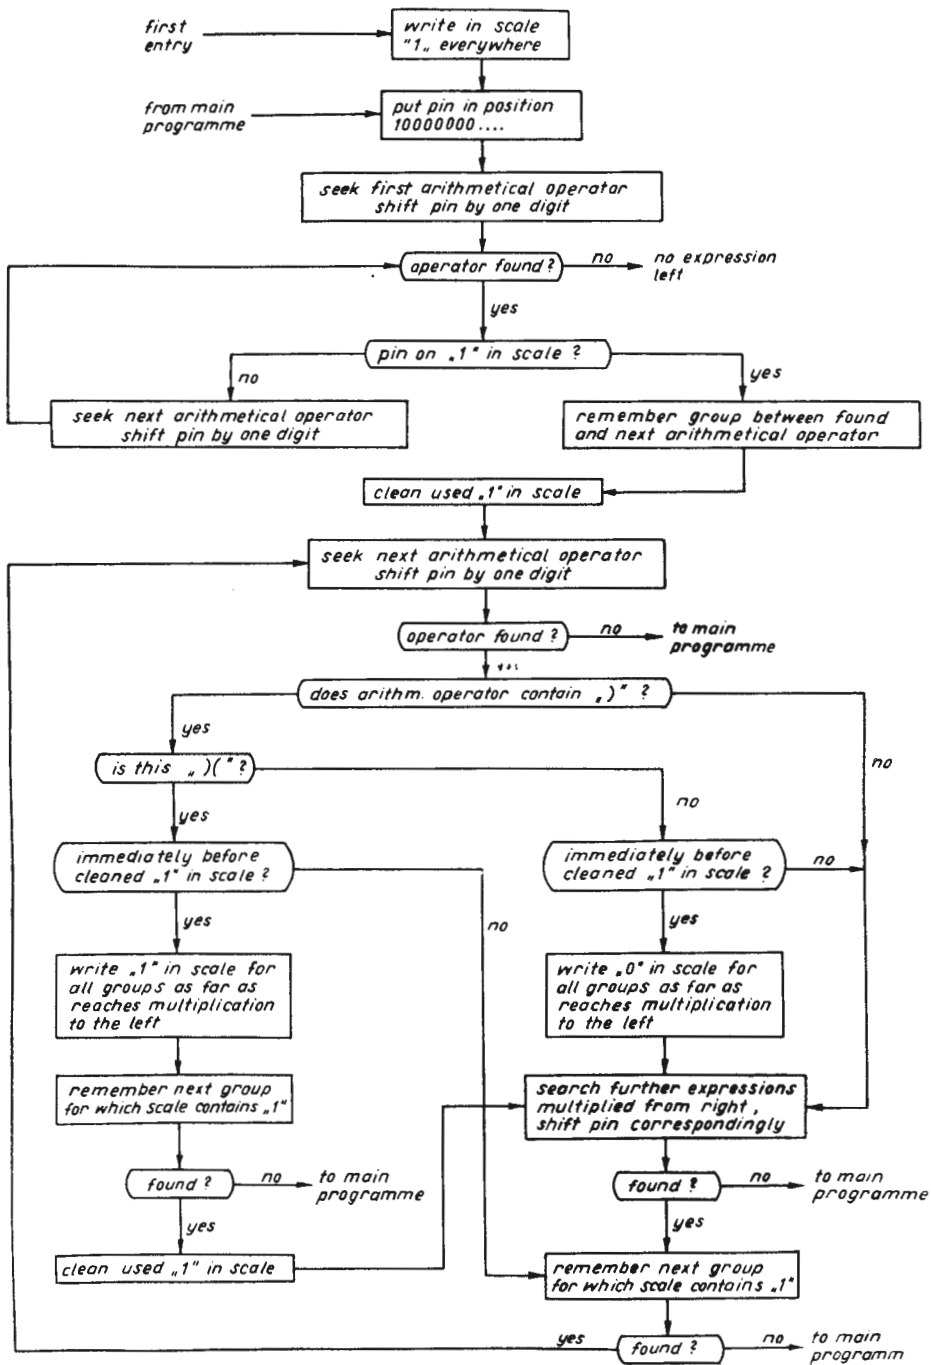 first
entry
write in scale
"1„ everywhere
from main
programme
put pin in position
10000000....
seek first arithmetical operator
shift pin by one digit
operator found?
no
no expression
left
yes
pin on „1" in scale ?
no
yes
seek next arithmetical operator
shift pin by one digit
remember group between found
and next arithmetical operator
clean used „1" in scale
seek next arithmetical operator
shift pin by one digit
operator found ?
no
to main
programme
yes
does arithm. operator contain „)" ?
yes
no
is this „ )(" ?
yes
no
immediately before
cleaned „1" in scale ?
immediately before
cleaned „1" in scale ?
no
yes
no
yes
write „1" in scale for
all groups as far as
reaches multiplication
to the left
write „0" in scale for
all groups as far as
reaches multiplication
to the left
remember next group
for which scale contains „1"
search further expressions
multiplied from right,
shift pin correspondingly
found ?
no
to main
programme
found ?
no
to main
programme
yes
yes
clean used „1" in scale
remember next group
for which scale contains „1"
yes
found ?
no
to main
programm